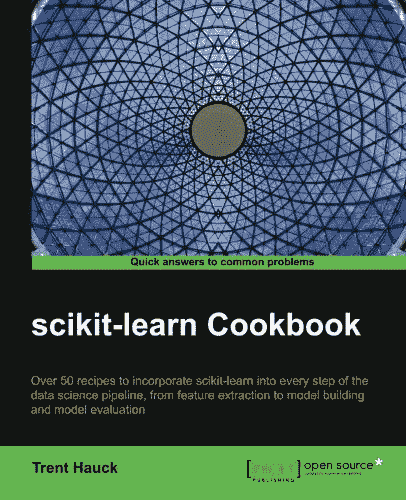 Quick answers to common problems
scikit-learn Cookbook
Over 50 recipes to incorporate scikit-learn into every step of the
data science pipeline, from feature extraction to model building
and model evaluation
Trent Hauck
open source*
PUBLISHING